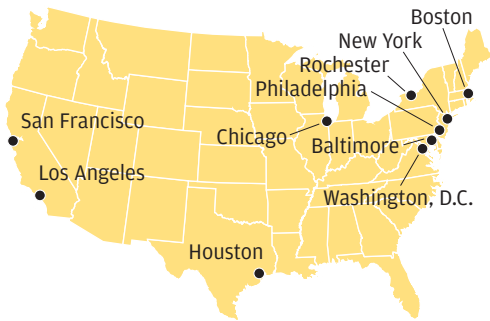 Boston
New York
Rochester
Philadelphia
San Francisco
Chicago
Baltimore
Los Angeles
Washington, D.C.
Houston